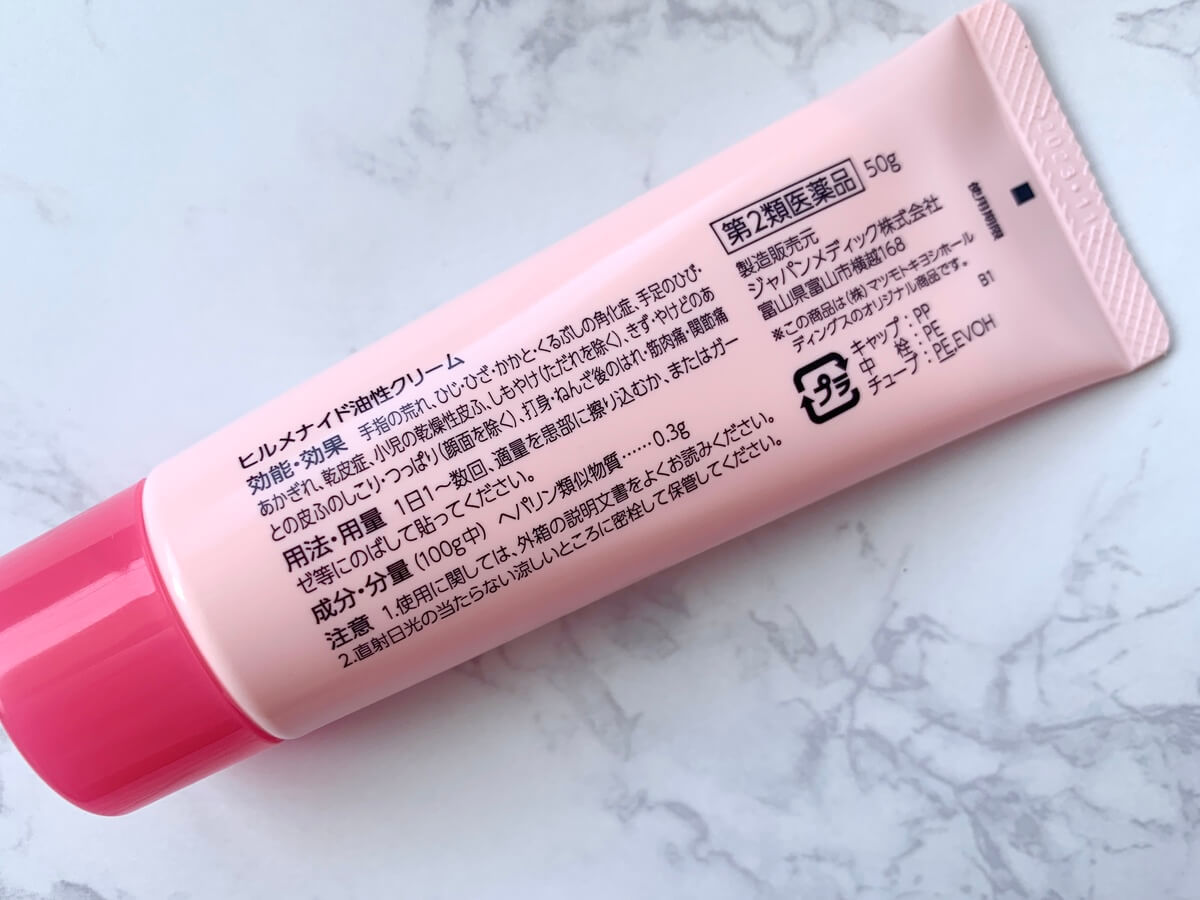 ヒルメナイド油性クリーム
効能・効果 手指の荒れ、ひじ・ひざ・かかと・くるぶしの角化症、手足のひび・
あかぎれ、乾皮症、小児の乾燥性皮ふ、しもやけ(ただれを除く)、きず・やけどのあ
との皮ふのしこり・つっぱり(顔面を除く)、打身・ねんざ後のはれ・筋肉痛・関節痛
用法・用量 1日1~数回、適量を患部に擦り込むか、またはガー
ゼ等にのばして貼ってください。
成分・分量 (100g中) ヘパリン類似物質……0.3g
注意 1.使用に関しては、外箱の説明文書をよくお読みください。
2.直射日光の当たらない涼しいところに密栓して保管してください。
第2類医薬品 50g
製造販売元
ジャパンメディック株式会社
富山県富山市横越168
※この商品は(株)マツモトキヨシホール
ディングスのオリジナル商品です。
プラ
キャップ:PP
中 栓:PE
チューブ:PE,EVOH
B1
使用期限
2023.11